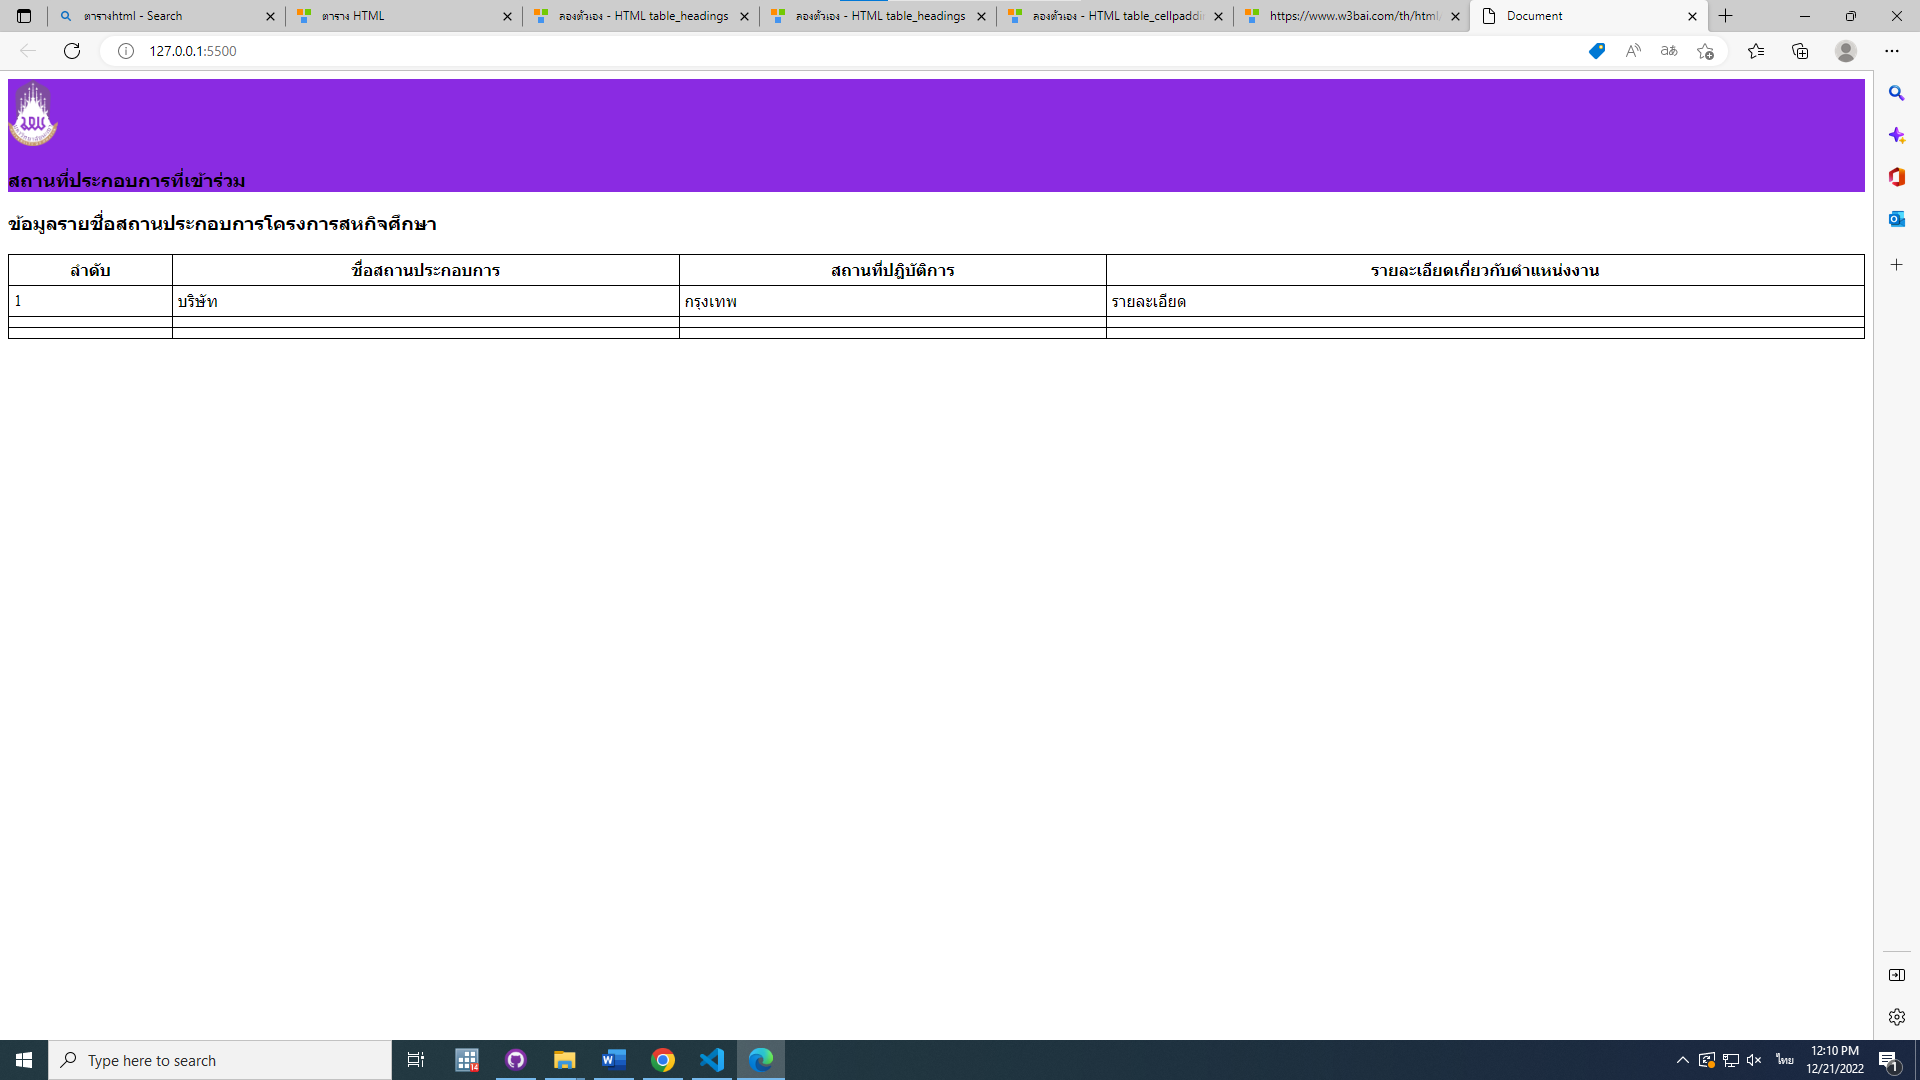 ตารางhtml - Search
ตาราง HTML
ลองตัวเอง - HTML table_headings
ลองตัวเอง - HTML table_headings
ลองตัวเอง - HTML table_cellpaddi
https://www.w3bai.com/th/html
Document
127.0.0.1:5500
สถานที่ประกอบการที่เข้าร่วม
ข้อมูลรายชื่อสถานประกอบการโครงการสหกิจศึกษา
ลำดับ ชื่อสถานประกอบการ สถานที่ปฎิบัติการ รายละเอียดเกี่ยวกับตำแหน่งงาน
1 บริษัท กรุงเทพ รายละเอียด
Type here to search
14
ไทย
12:10 PM
12/21/2022
1